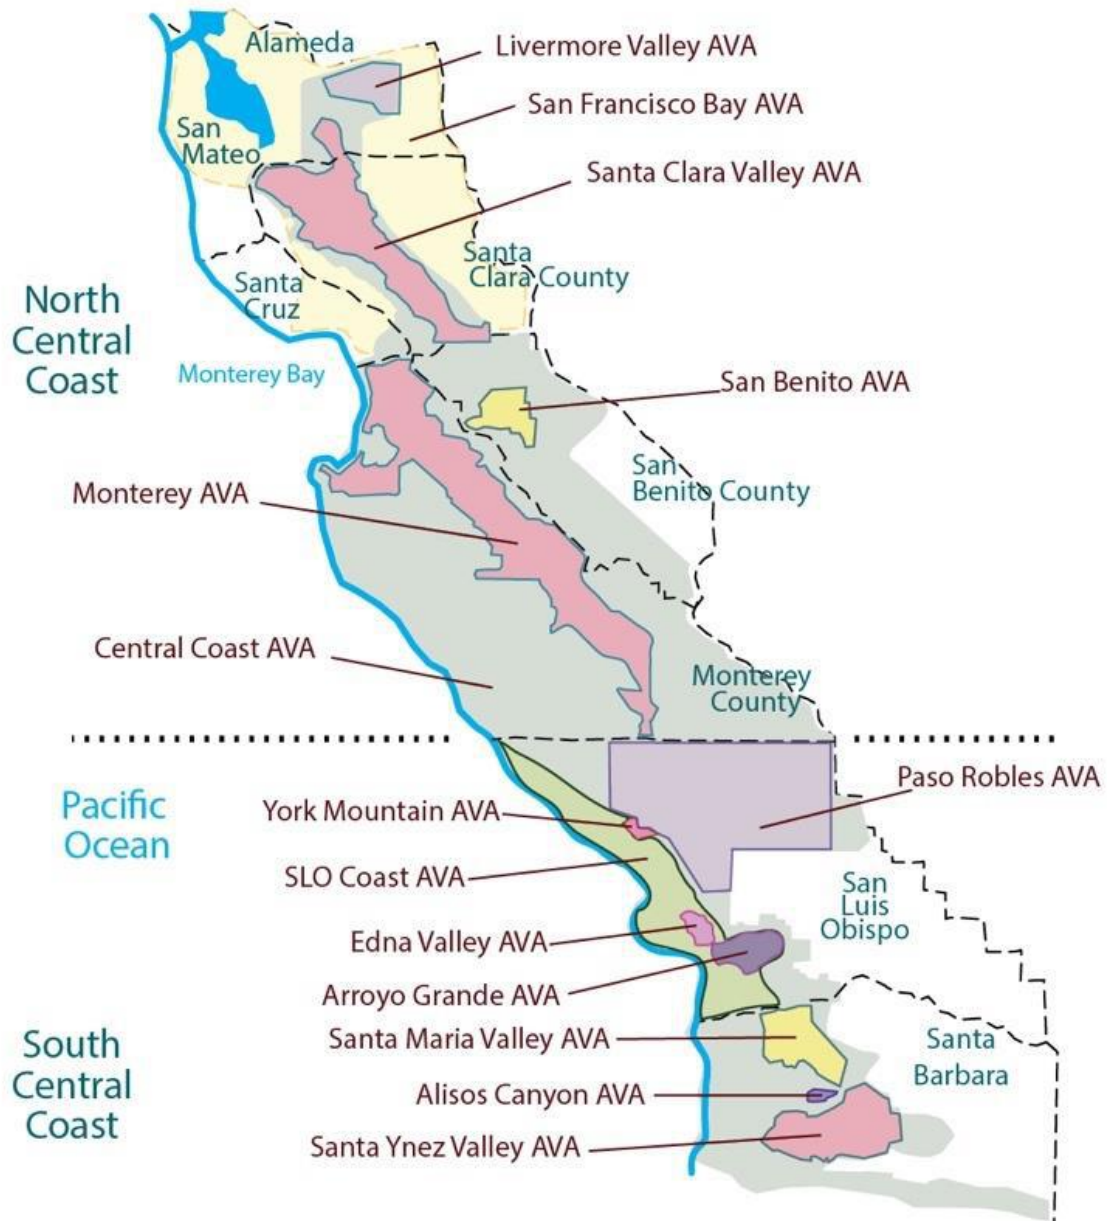 Alameda
Livermore Valley AVA
San Francisco Bay AVA
San
Mateo
Santa Clara Valley AVA
Santa
Clara County
Santa
Cruz
North
Central
Coast
Monterey Bay
San Benito AVA
San
Benito County
Monterey AVA
Central Coast AVA
Monterey
County
Pacific
Ocean
Paso Robles AVA
York Mountain AVA
SLO Coast AVA
San
Luis
Obispo
Edna Valley AVA
Arroyo Grande AVA
South
Central
Coast
Santa Maria Valley AVA
Santa
Barbara
Alisos Canyon AVA
Santa Ynez Valley AVA